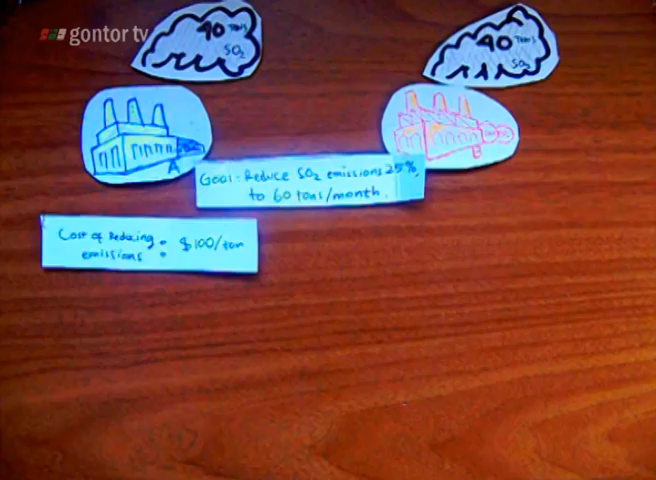 gontor tv
40 TONS
SO₂
40 TONS
SO₂
A
B
Goal: Reduce SO₂ emissions 25%,
to 60 tons/month.
Cost of Reducing = $100/ton
emissions